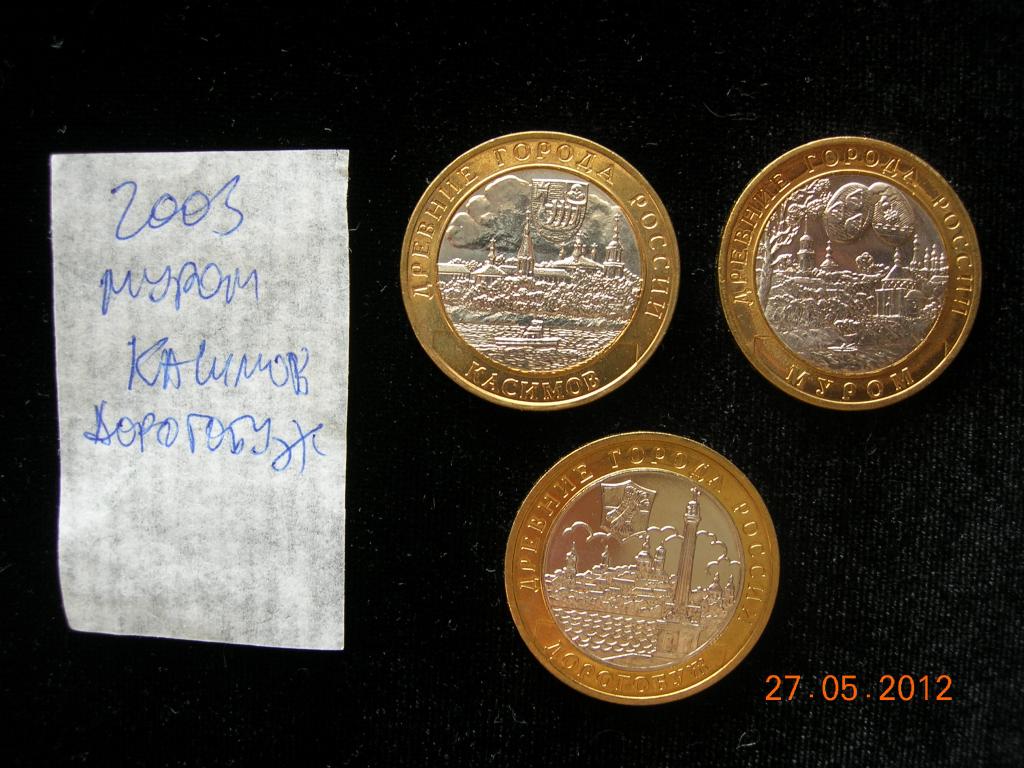 2003
МУРОМ
КАСИМОВ
ДОРОГОБУЖ
ДРЕВНИЕ ГОРОДА РОССИИ
КАСИМОВ
ДРЕВНИЕ ГОРОДА РОССИИ
МУРОМ
ДРЕВНИЕ ГОРОДА РОССИИ
ДОРОГОБУЖ
27.05.2012